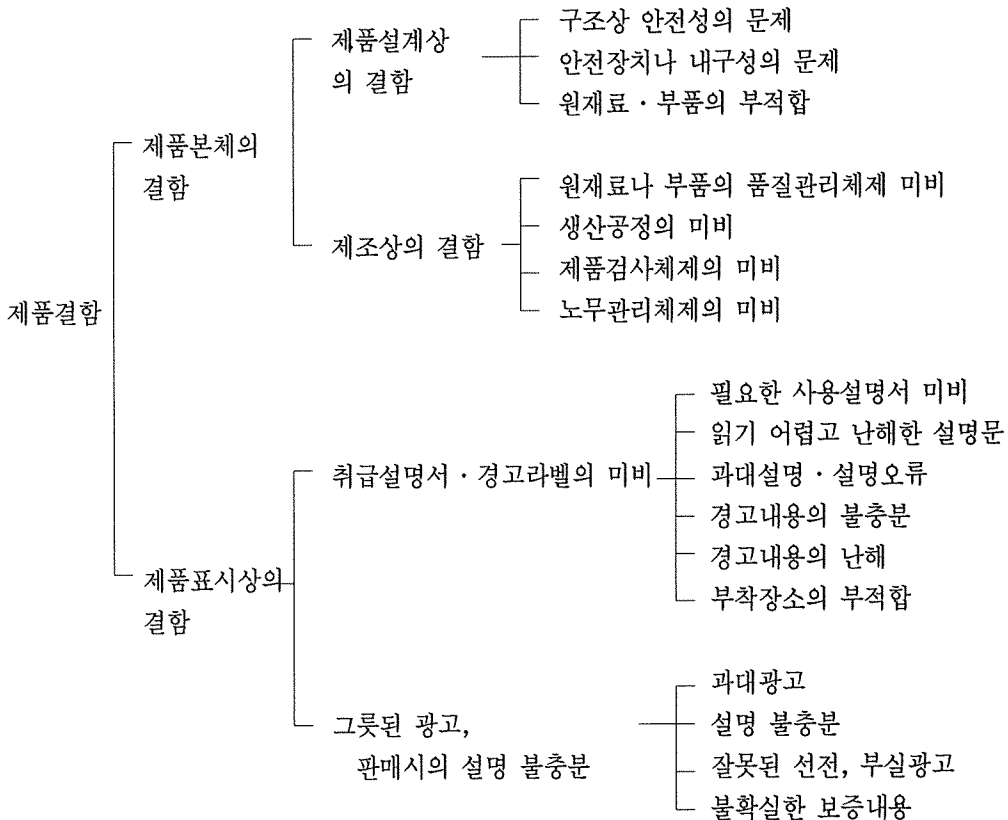 제품결함
제품본체의
결함
제품설계상
의 결함
구조상 안전성의 문제
안전장치나 내구성의 문제
원재료 · 부품의 부적합
제조상의 결함
원재료나 부품의 품질관리체제 미비
생산공정의 미비
제품검사체제의 미비
노무관리체제의 미비
제품표시상의
결함
취급설명서 · 경고라벨의 미비
필요한 사용설명서 미비
읽기 어렵고 난해한 설명문
과대설명 · 설명오류
경고내용의 불충분
경고내용의 난해
부착장소의 부적합
그릇된 광고,
판매시의 설명 불충분
과대광고
설명 불충분
잘못된 선전, 부실광고
불확실한 보증내용